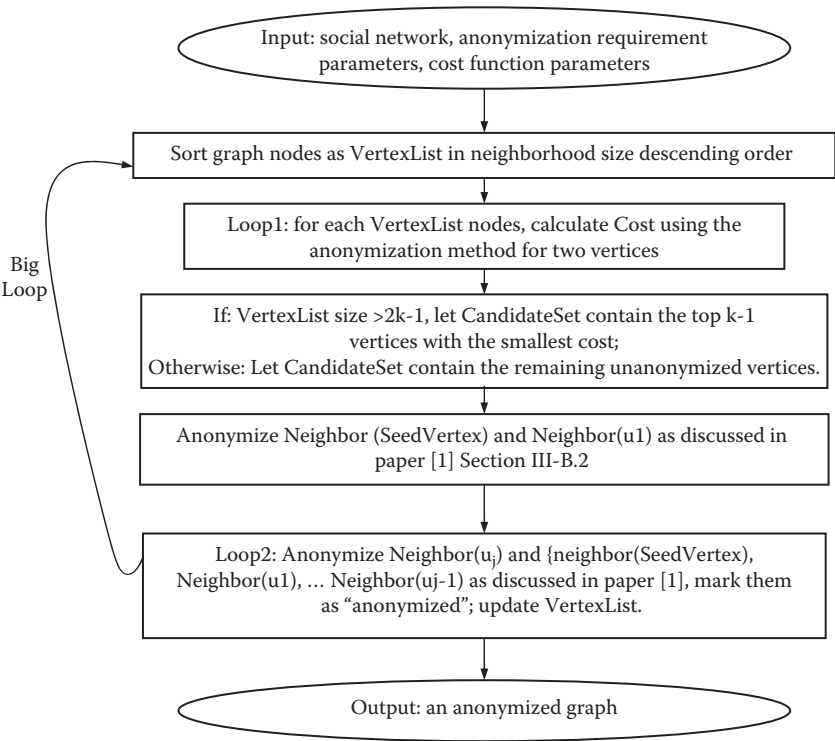 Input: social network, anonymization requirement
parameters, cost function parameters
Sort graph nodes as VertexList in neighborhood size descending order
Loop1: for each VertexList nodes, calculate Cost using the
anonymization method for two vertices
Big
Loop
If: VertexList size >2k-1, let CandidateSet contain the top k-1
vertices with the smallest cost;
Otherwise: Let CandidateSet contain the remaining unanonymized vertices.
Anonymize Neighbor (SeedVertex) and Neighbor(u1) as discussed in
paper [1] Section III-B.2
Loop2: Anonymize Neighbor(uj) and {neighbor(SeedVertex),
Neighbor(u1), … Neighbor(uj-1) as discussed in paper [1], mark them
as “anonymized”; update VertexList.
Output: an anonymized graph